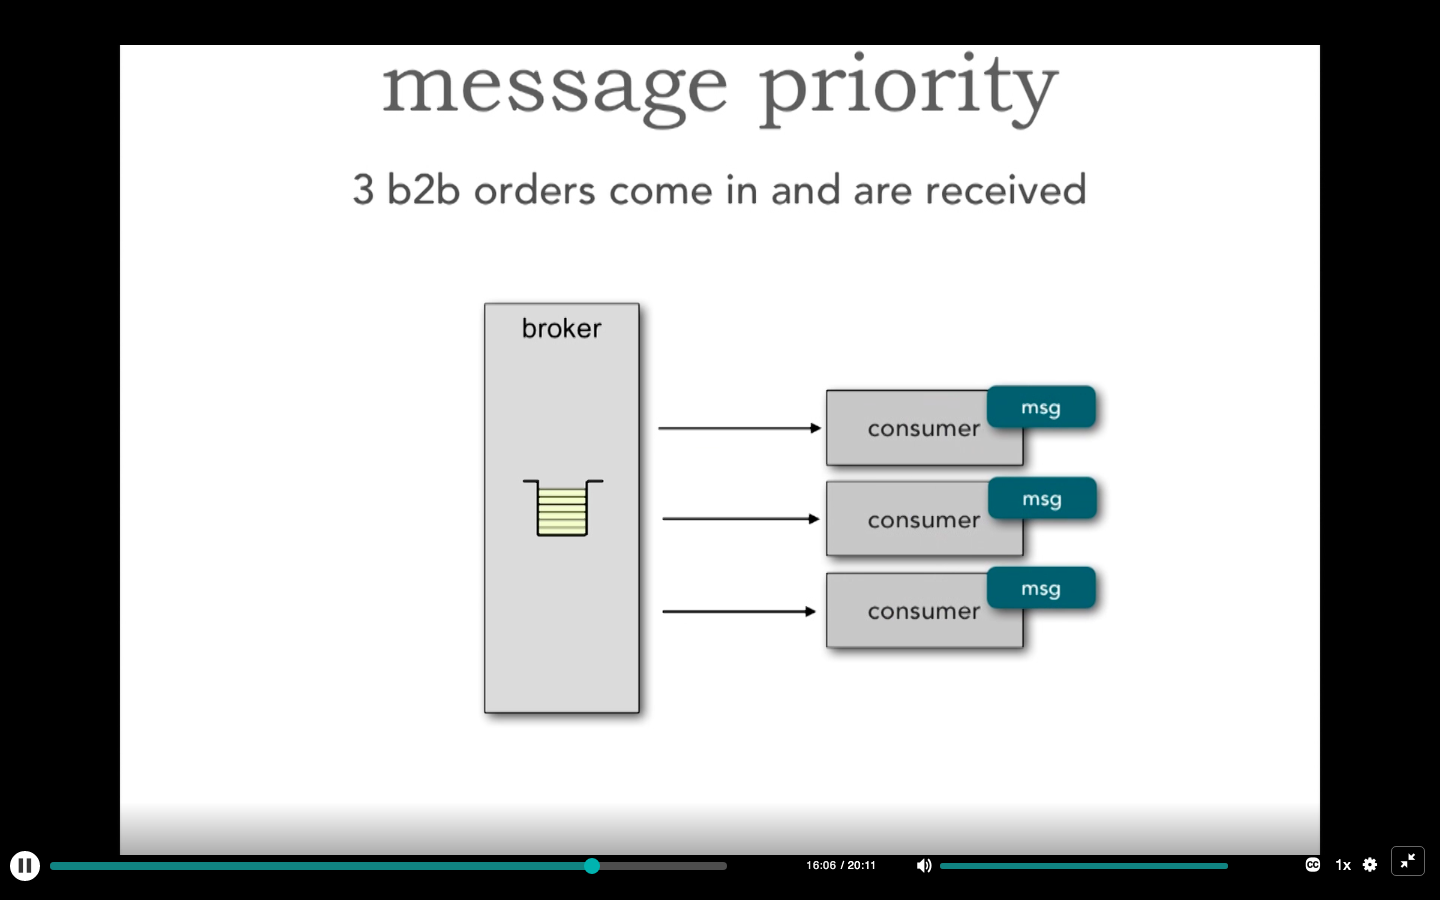 message priority
3 b2b orders come in and are received
broker
msg
consumer
msg
consumer
msg
consumer
16:06 / 20:11
CC
1x